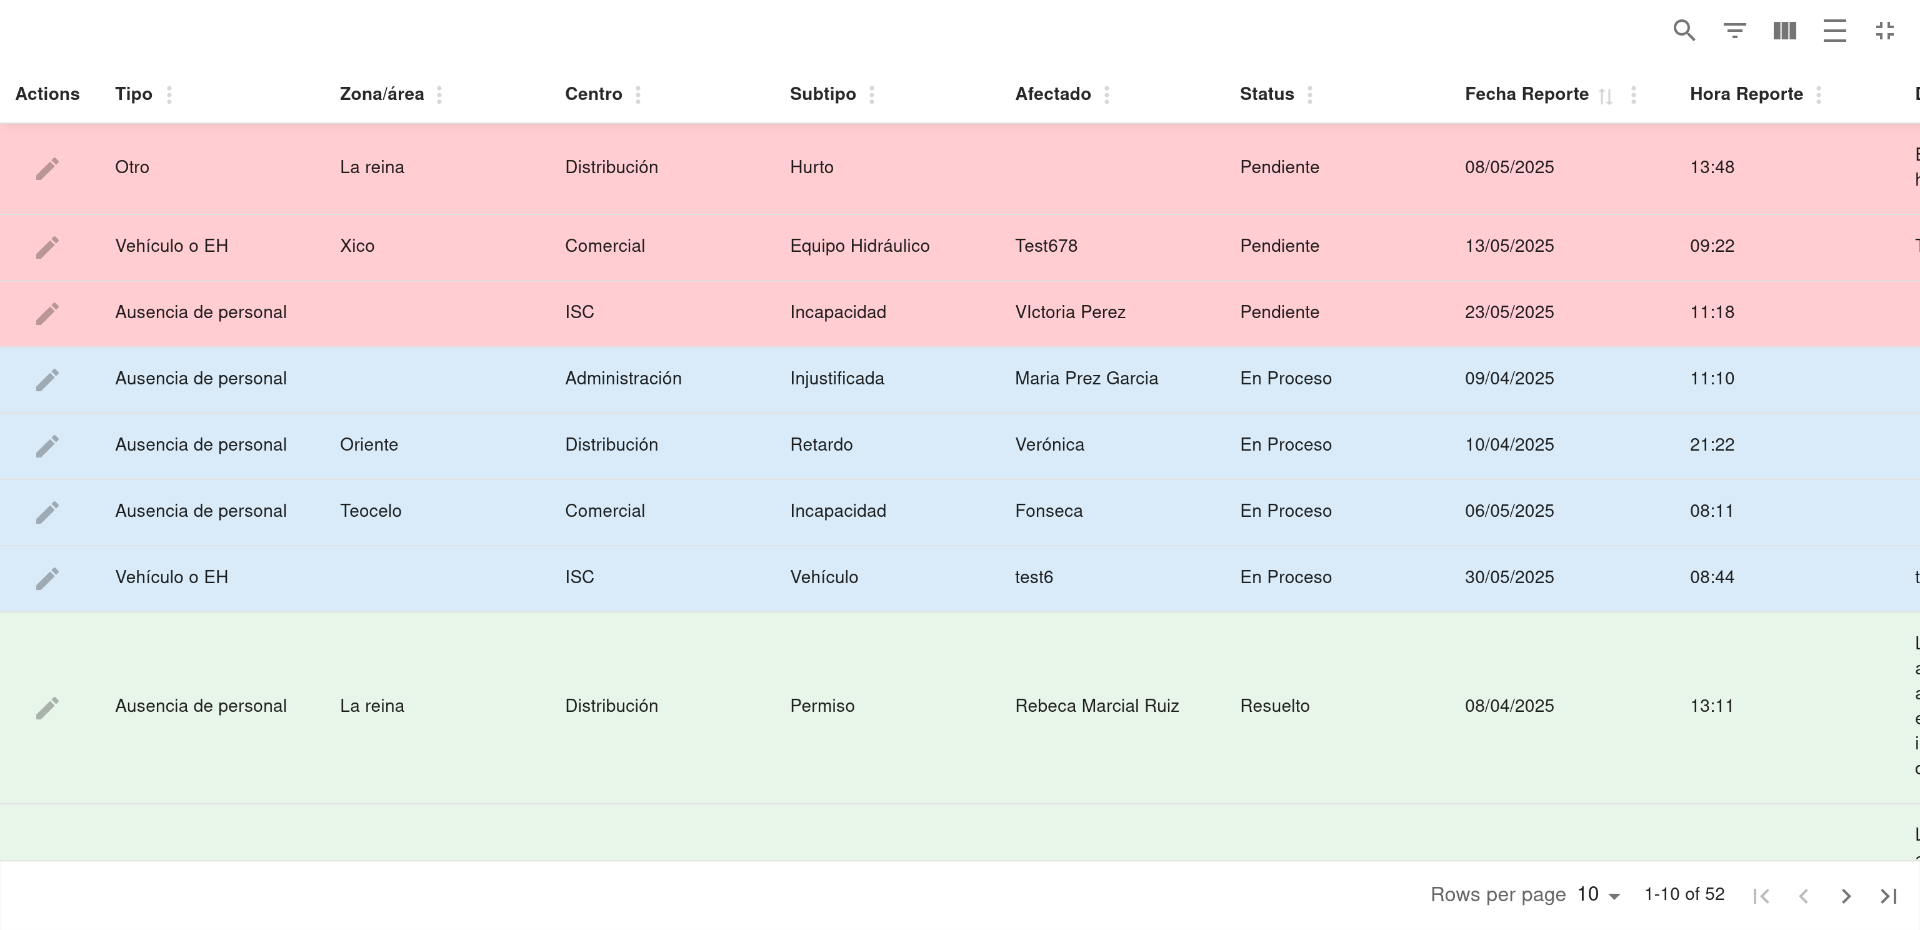 Actions Tipo Zona/área Centro Subtipo Afectado Status Fecha Reporte Hora Reporte
Otro La reina Distribución Hurto Pendiente 08/05/2025 13:48
Vehículo o EH Xico Comercial Equipo Hidráulico Test678 Pendiente 13/05/2025 09:22
Ausencia de personal ISC Incapacidad VIctoria Perez Pendiente 23/05/2025 11:18
Ausencia de personal Administración Injustificada Maria Prez Garcia En Proceso 09/04/2025 11:10
Ausencia de personal Oriente Distribución Retardo Verónica En Proceso 10/04/2025 21:22
Ausencia de personal Teocelo Comercial Incapacidad Fonseca En Proceso 06/05/2025 08:11
Vehículo o EH ISC Vehículo test6 En Proceso 30/05/2025 08:44
Ausencia de personal La reina Distribución Permiso Rebeca Marcial Ruiz Resuelto 08/04/2025 13:11
Rows per page 10 1-10 of 52